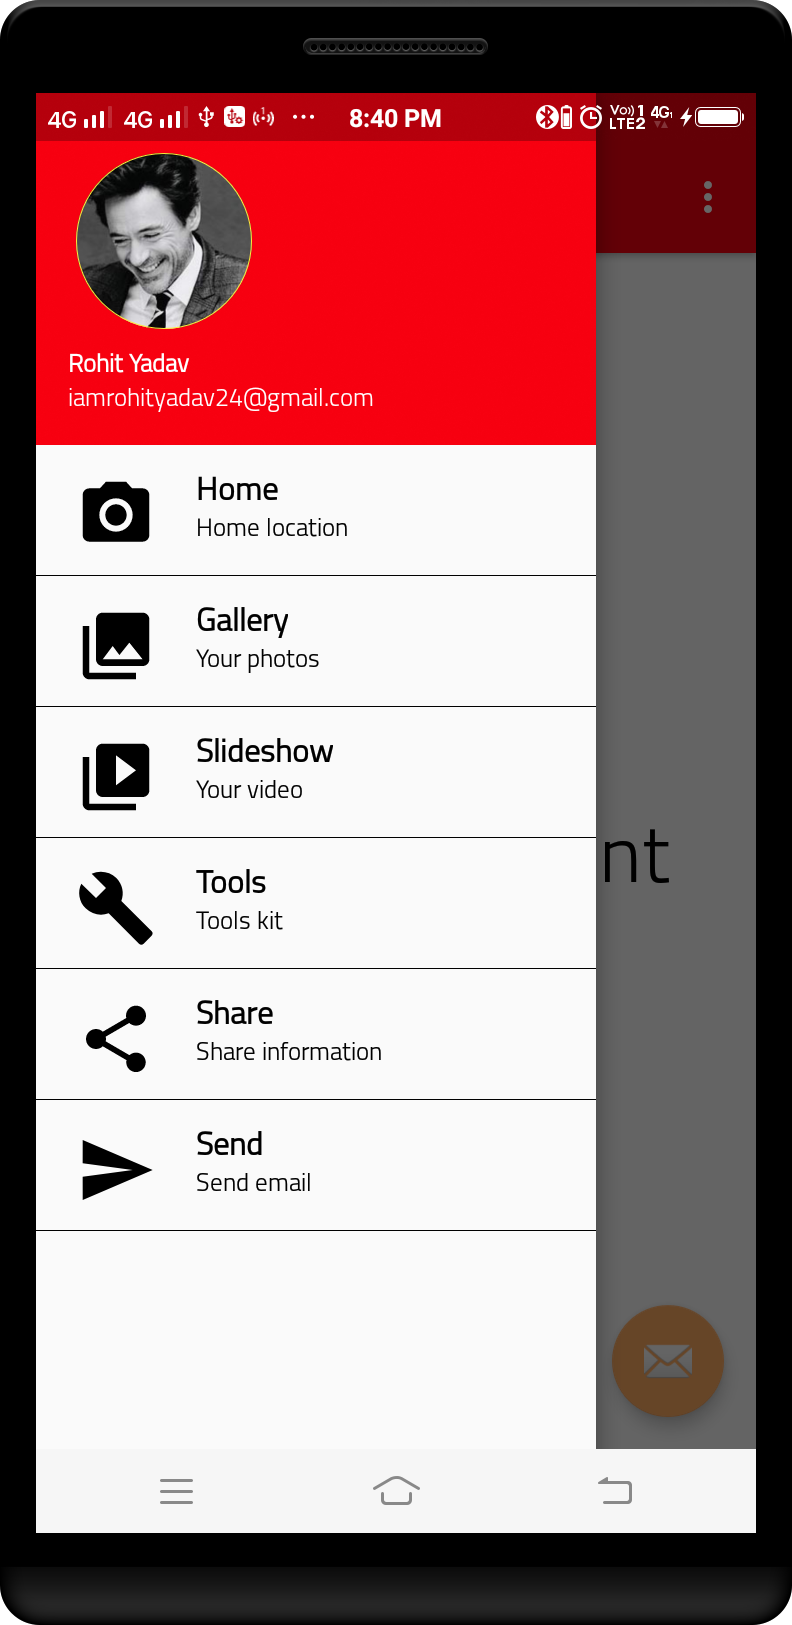 4G 4G 8:40 PM Vo) 1 LTE2 4G
Rohit Yadav
iamrohityadav24@gmail.com
Home
Home location
Gallery
Your photos
Slideshow
Your video
nt
Tools
Tools kit
Share
Share information
Send
Send email